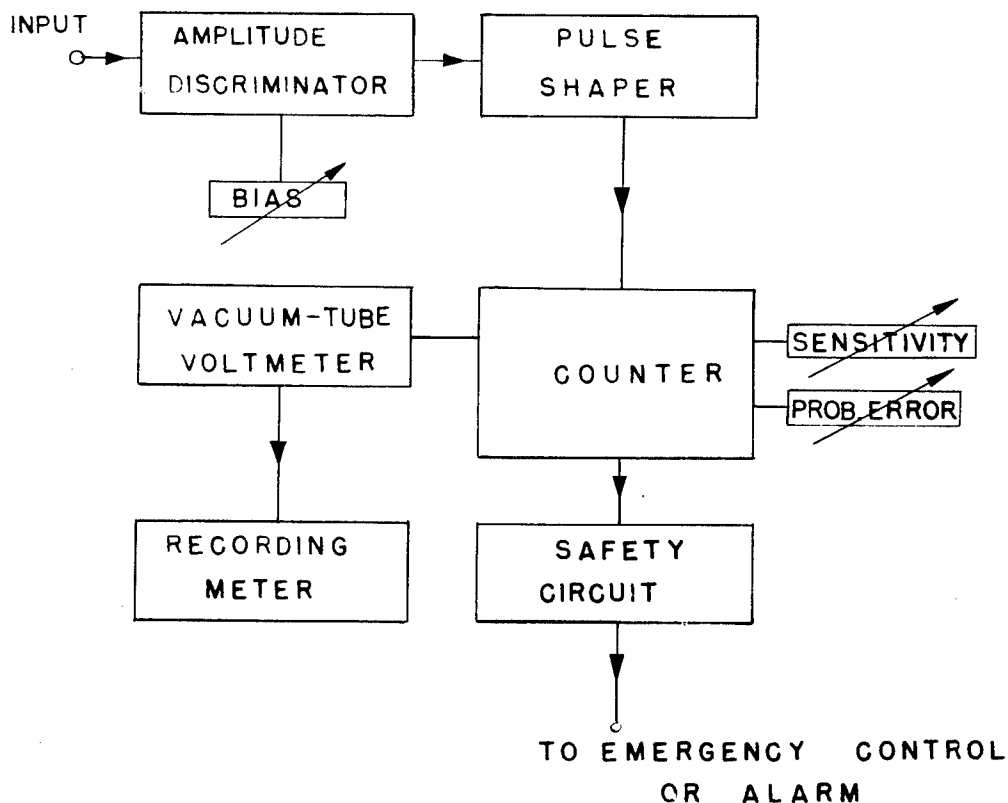 INPUT
AMPLITUDE
DISCRIMINATOR
PULSE
SHAPER
BIAS
VACUUM-TUBE
VOLTMETER
COUNTER
SENSITIVITY
PROB. ERROR
RECORDING
METER
SAFETY
CIRCUIT
TO EMERGENCY CONTROL
OR ALARM